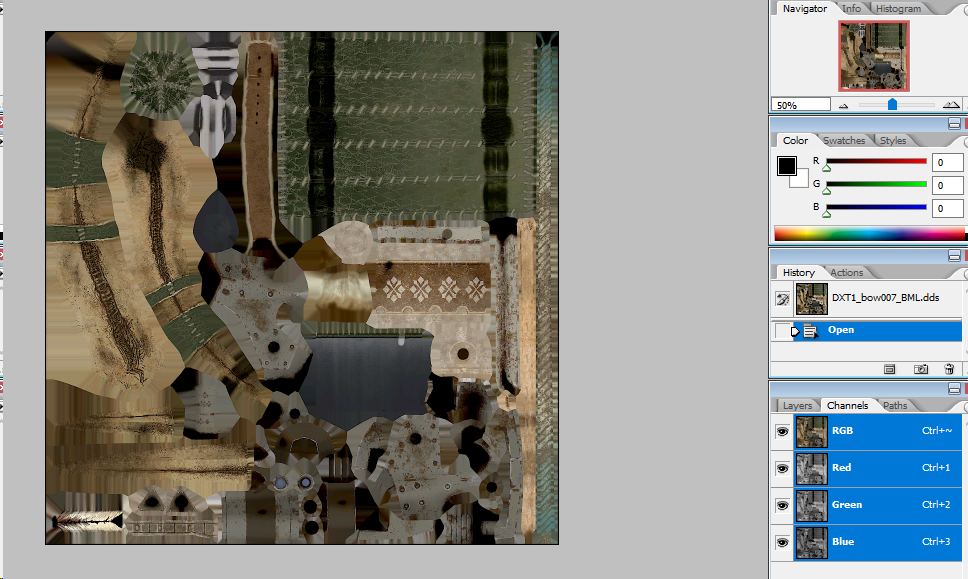 Navigator Info Histogram
50%
Color Swatches Styles
R 0
G 0
B 0
History Actions
DXT1_bow007_BML.dds
Open
Layers Channels Paths
RGB Ctrl+~
Red Ctrl+1
Green Ctrl+2
Blue Ctrl+3